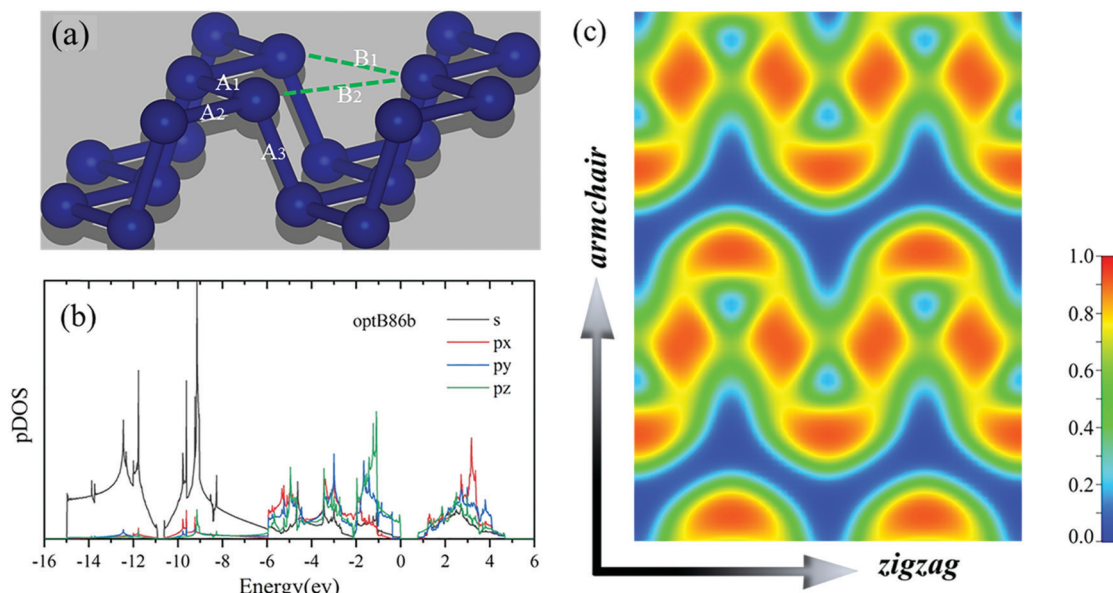 (a)
B1
A1
B2
A2
A3
(b)
optB86b
s
px
py
pz
pDOS
-16 -14 -12 -10 -8 -6 -4 -2 0 2 4 6
Energy(ev)
(c)
armchair
zigzag
1.0
0.8
0.6
0.4
0.2
0.0